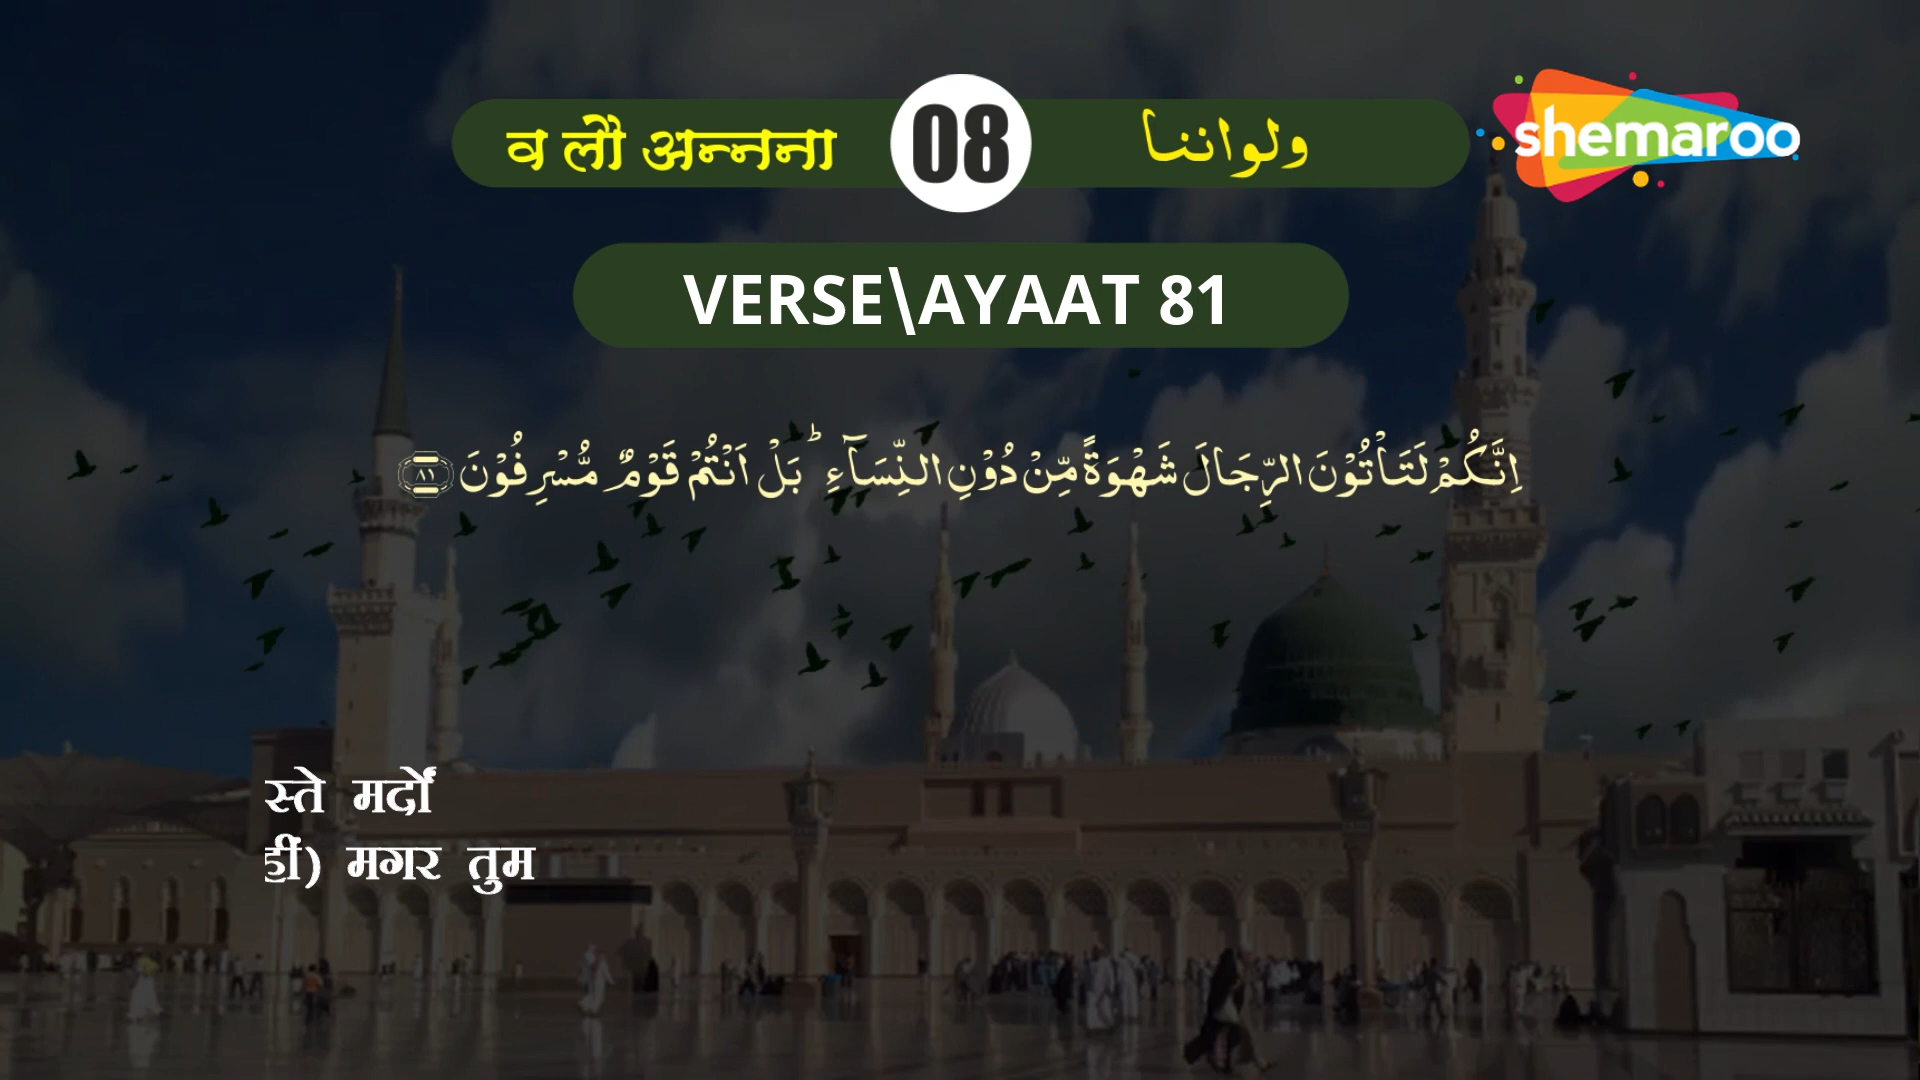 व लौ अन्नना 08 ولواننا
shemaroo
VERSE\AYAAT 81
اِنَّكُمْ لَتَاْتُوْنَ الرِّجَالَ شَهْوَةً مِّنْ دُوْنِ النِّسَآءِ ؕ بَلْ اَنْتُمْ قَوْمٌ مُّسْرِفُوْنَ ۝۸۱
स्ते मर्दों
हीं) मगर तुम